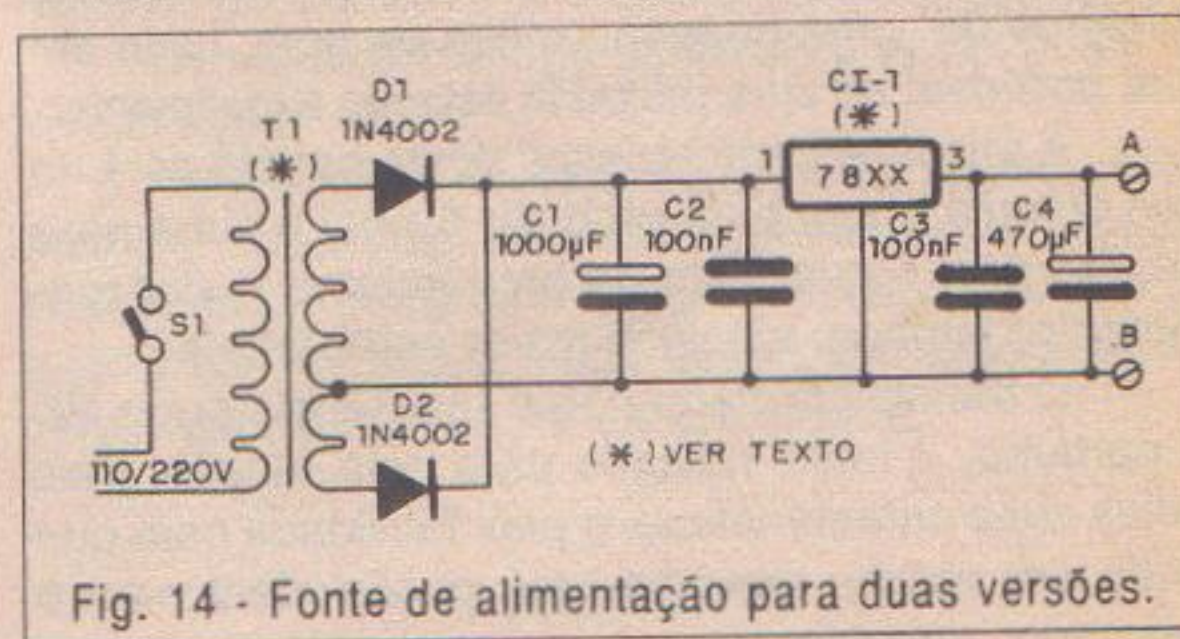 D1
1N4002
T1
(*)
CI-1
(*)
78XX
1
3
A
C1
1000µF
C2
100nF
C3
100nF
C4
470µF
S1
B
D2
1N4002
110/220V
(*) VER TEXTO
Fig. 14 - Fonte de alimentação para duas versões.